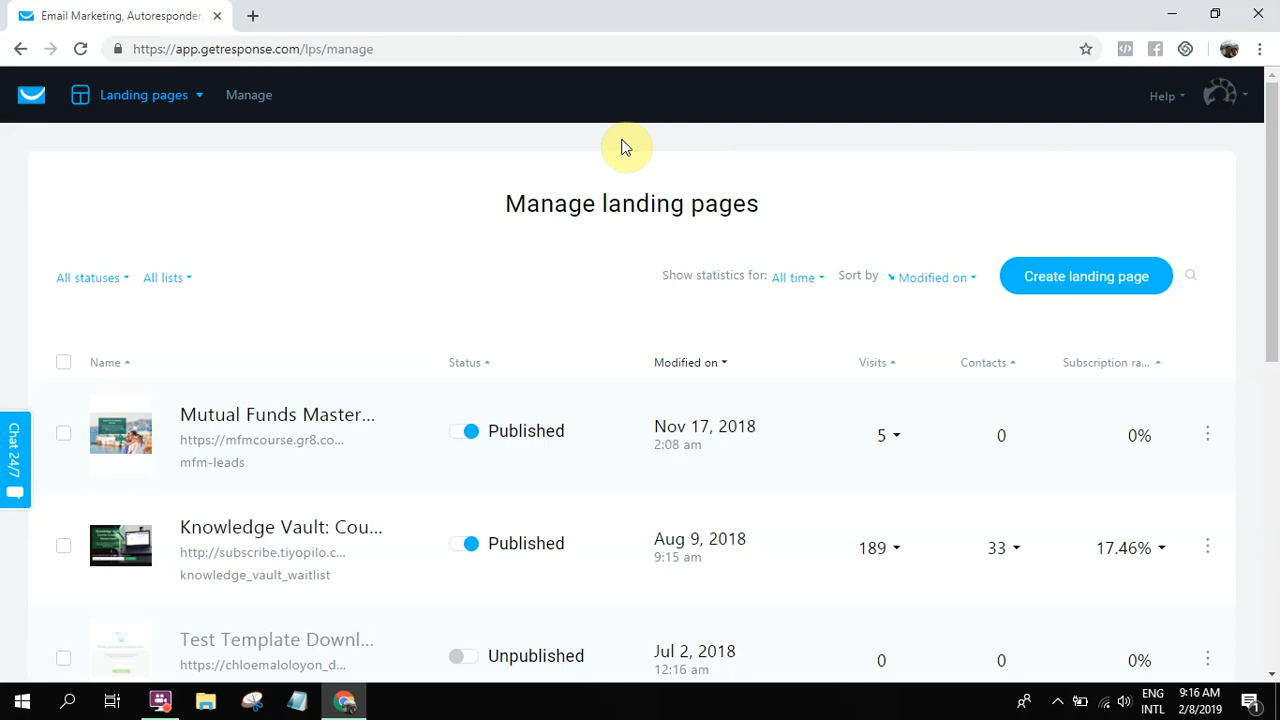 Email Marketing, Autoresponder,
https://app.getresponse.com/lps/manage
Landing pages Manage Help
Manage landing pages
All statuses All lists Show statistics for: All time Sort by Modified on Create landing page
Name Status Modified on Visits Contacts Subscription ra...
Mutual Funds Master...
https://mfmcourse.gr8.co...
mfm-leads
Published
Nov 17, 2018
2:08 am
5 0 0%
Knowledge Vault: Cou...
http://subscribe.tiyopilo.c...
knowledge_vault_waitlist
Published
Aug 9, 2018
9:15 am
189 33 17.46%
Test Template Downl...
https://chloemaloloyon_d...
Unpublished
Jul 2, 2018
12:16 am
0 0 0%
Chat 24/7
ENG
INTL
9:16 AM
2/8/2019
1